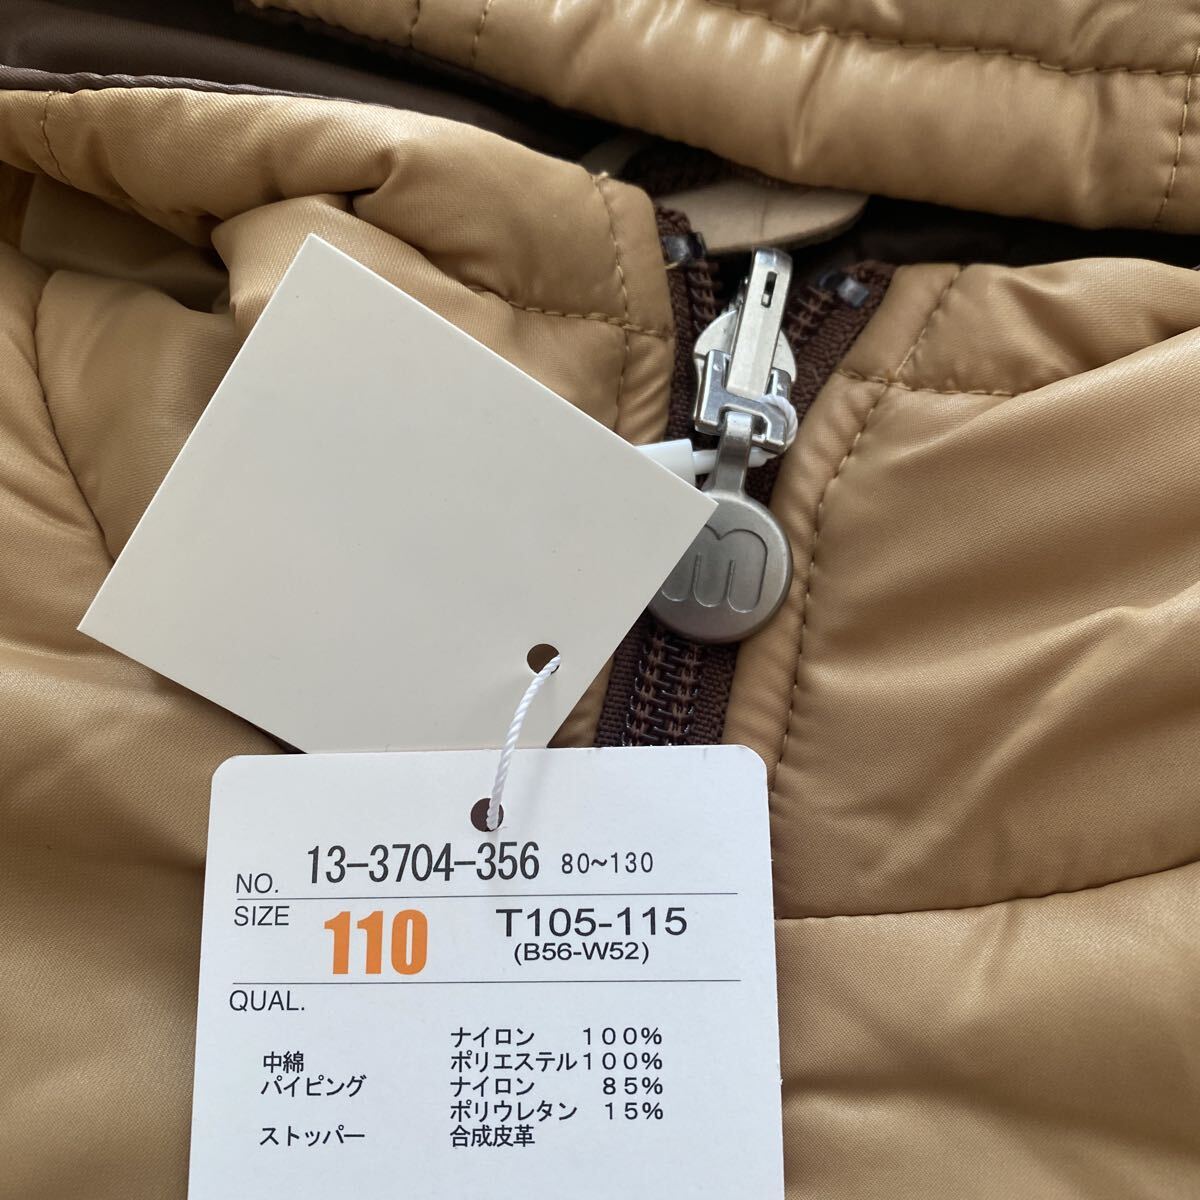 m
NO. 13-3704-356 80~130
SIZE 110 T105-115
(B56-W52)
QUAL.
ナイロン 100%
中綿 ポリエステル100%
パイピング ナイロン 85%
ポリウレタン 15%
ストッパー 合成皮革